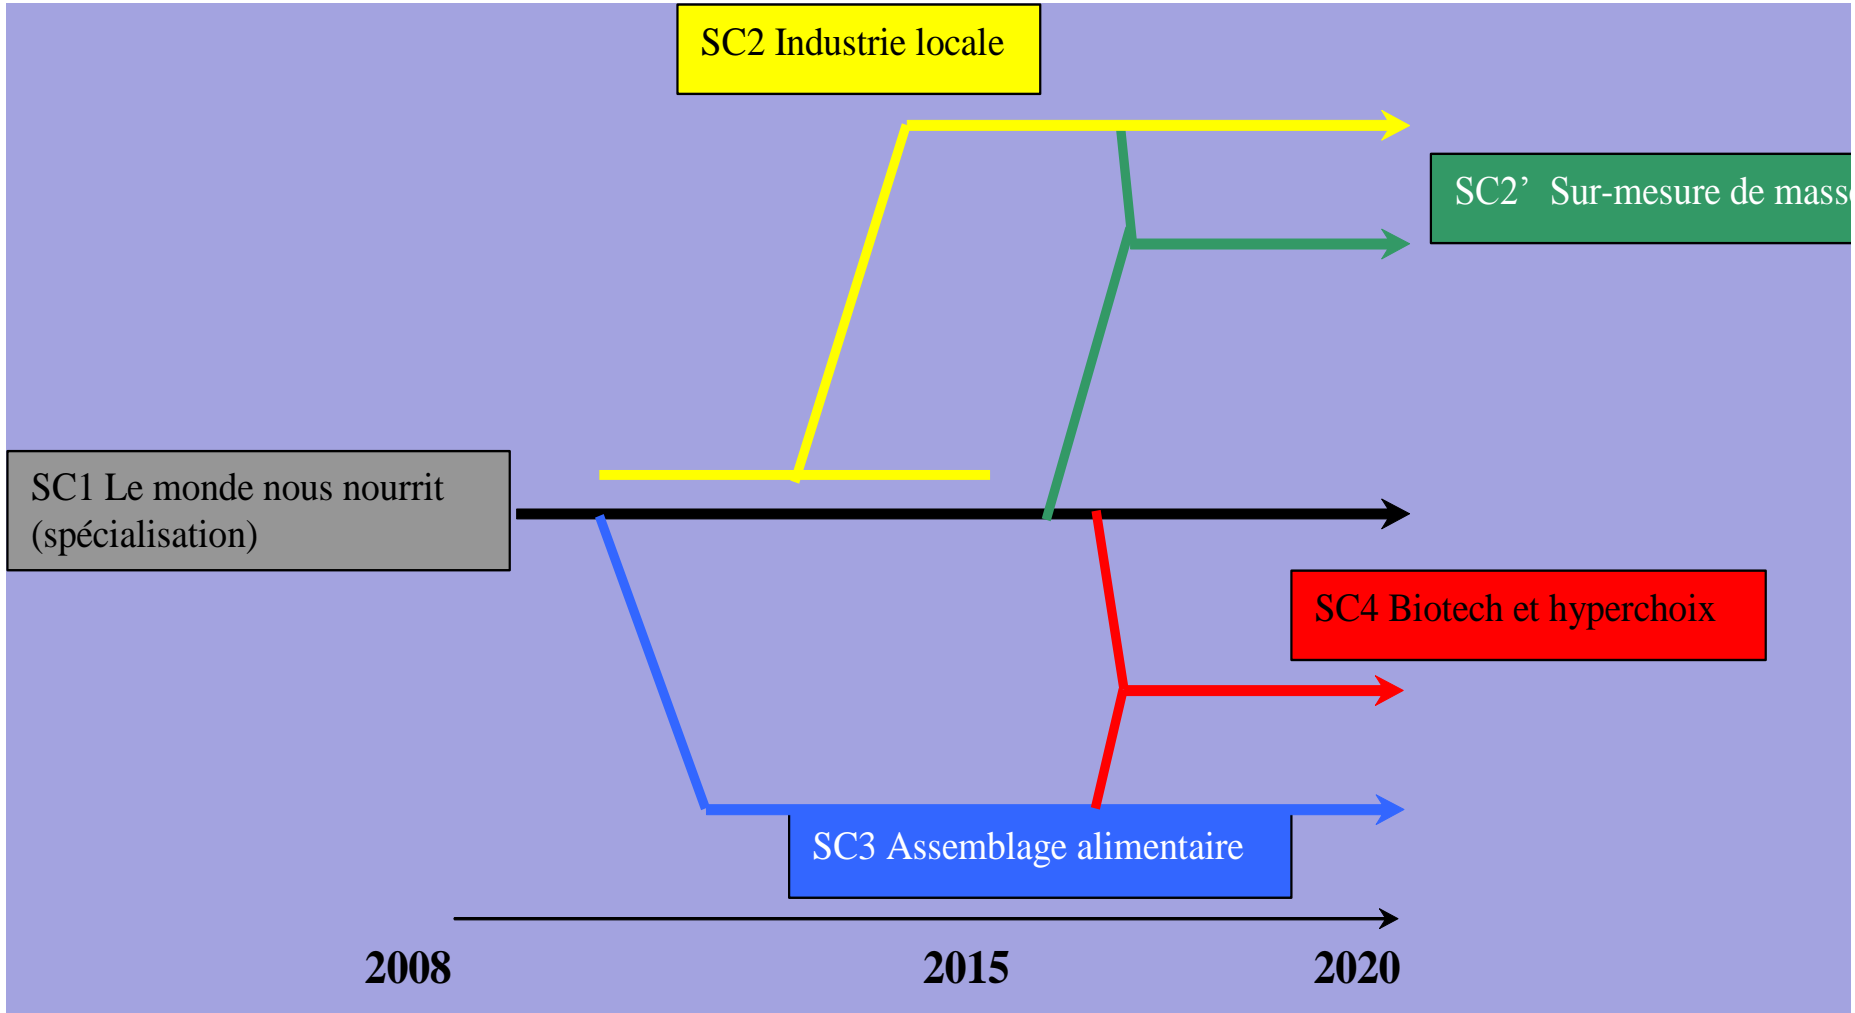 SC2 Industrie locale
SC2’ Sur-mesure de masse
SC1 Le monde nous nourrit
(spécialisation)
SC4 Biotech et hyperchoix
SC3 Assemblage alimentaire
2008 2015 2020